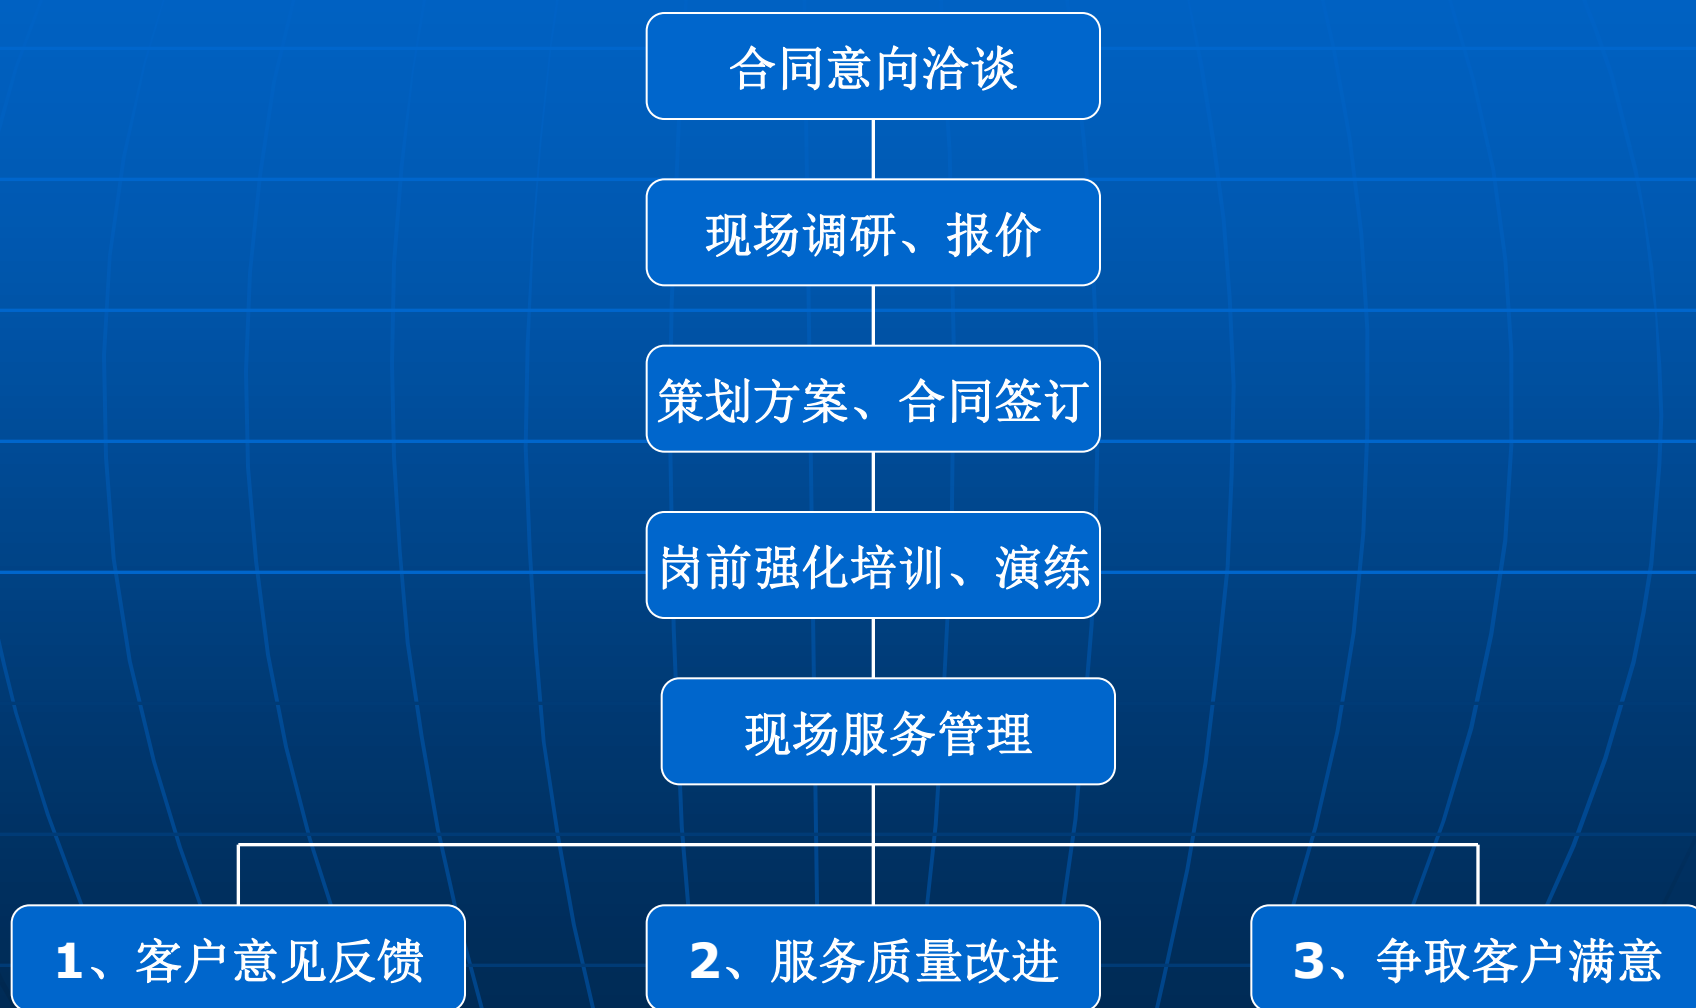 合同意向洽谈
现场调研、报价
策划方案、合同签订
岗前强化培训、演练
现场服务管理
1、客户意见反馈
2、服务质量改进
3、争取客户满意